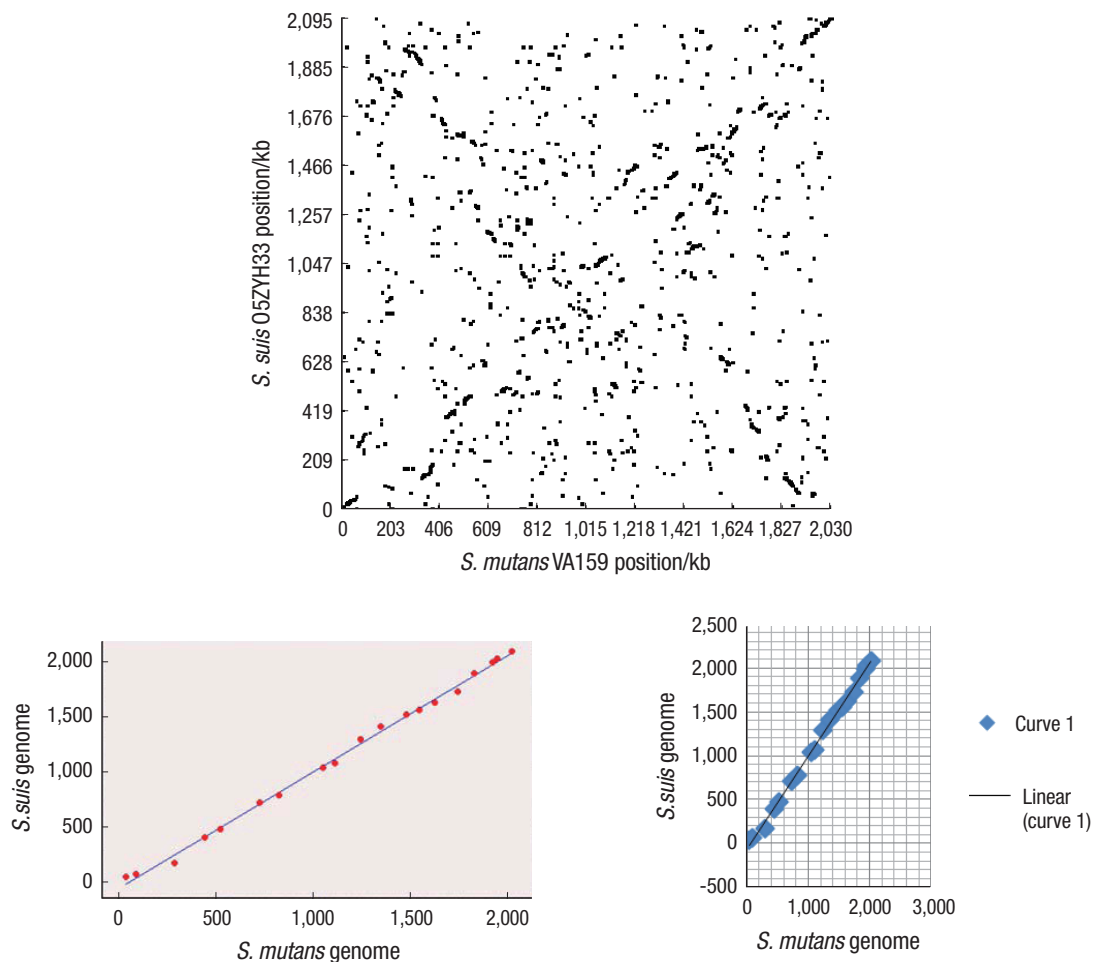 2,095
1,885
1,676
1,466
1,257
1,047
838
628
419
209
0
S. suis O5ZYH33 position/kb
0 203 406 609 812 1,015 1,218 1,421 1,624 1,827 2,030
S. mutans VA159 position/kb
2,000
1,500
1,000
500
0
S.suis genome
0 500 1,000 1,500 2,000
S. mutans genome
2,500
2,000
1,500
1,000
500
0
-500
S.suis genome
0 1,000 2,000 3,000
S. mutans genome
Curve 1
Linear
(curve 1)